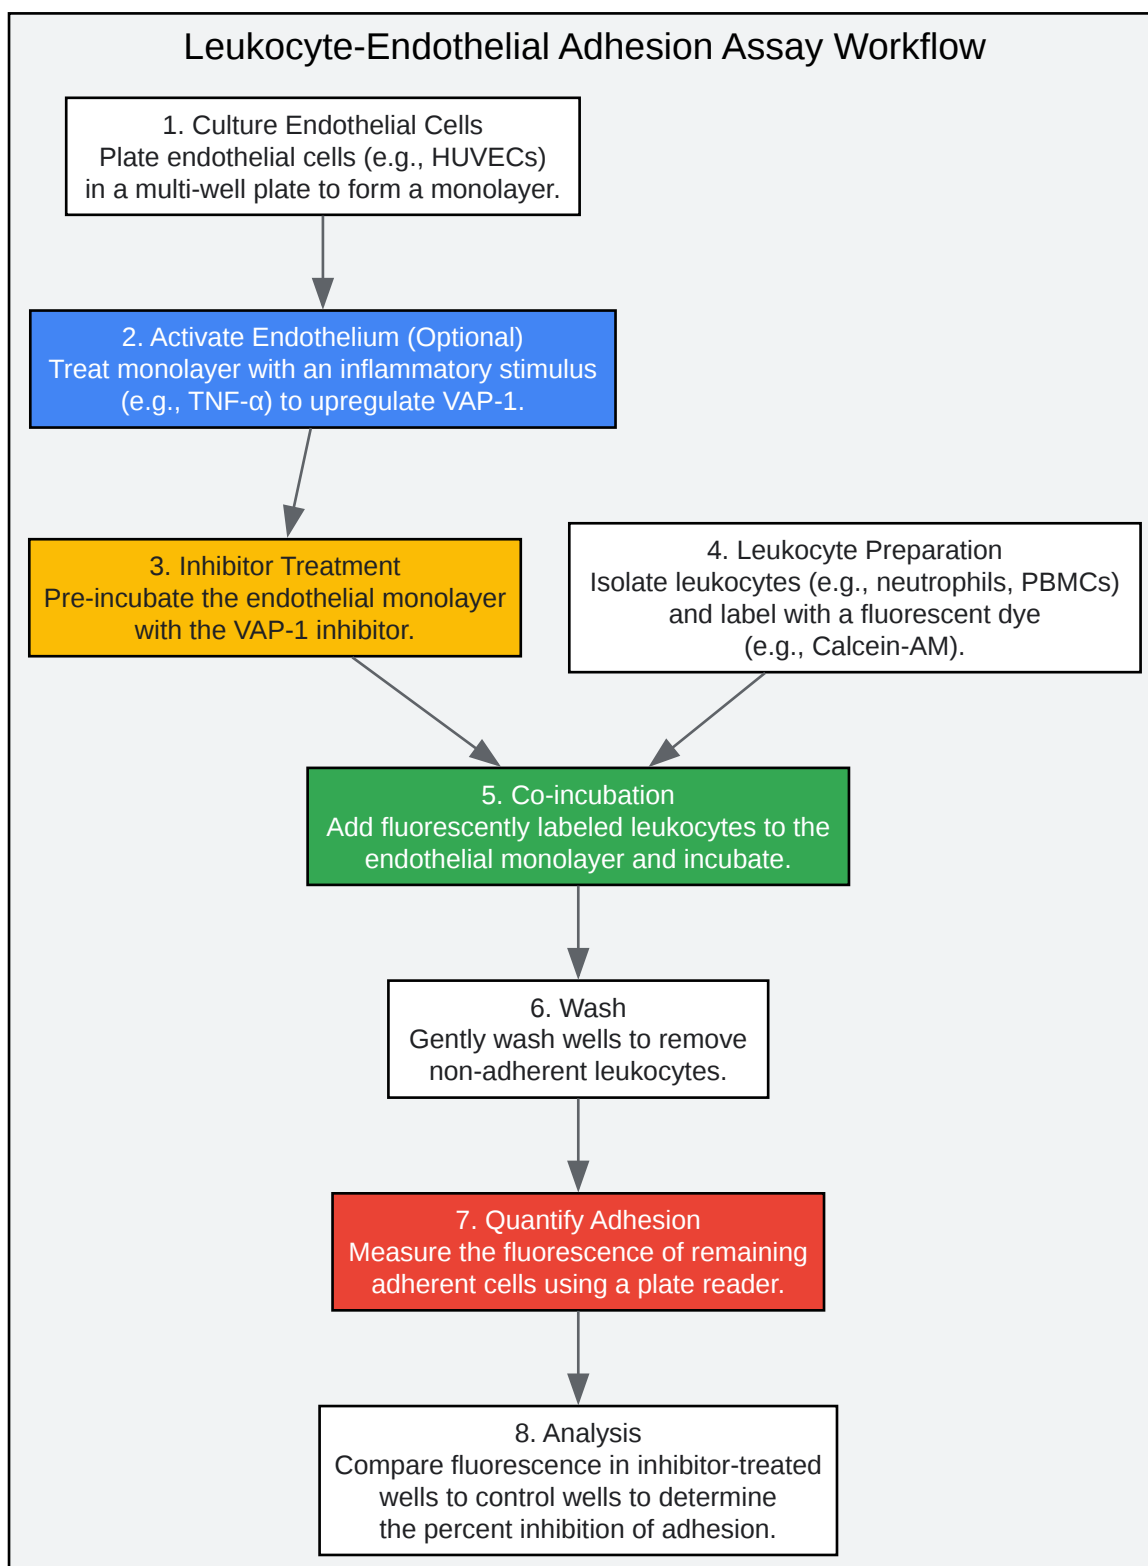 Leukocyte-Endothelial Adhesion Assay Workflow
1. Culture Endothelial Cells
Plate endothelial cells (e.g., HUVECs)
in a multi-well plate to form a monolayer.
2. Activate Endothelium (Optional)
Treat monolayer with an inflammatory stimulus
(e.g., TNF-α) to upregulate VAP-1.
3. Inhibitor Treatment
Pre-incubate the endothelial monolayer
with the VAP-1 inhibitor.
4. Leukocyte Preparation
Isolate leukocytes (e.g., neutrophils, PBMCs)
and label with a fluorescent dye
(e.g., Calcein-AM).
5. Co-incubation
Add fluorescently labeled leukocytes to the
endothelial monolayer and incubate.
6. Wash
Gently wash wells to remove
non-adherent leukocytes.
7. Quantify Adhesion
Measure the fluorescence of remaining
adherent cells using a plate reader.
8. Analysis
Compare fluorescence in inhibitor-treated
wells to control wells to determine
the percent inhibition of adhesion.